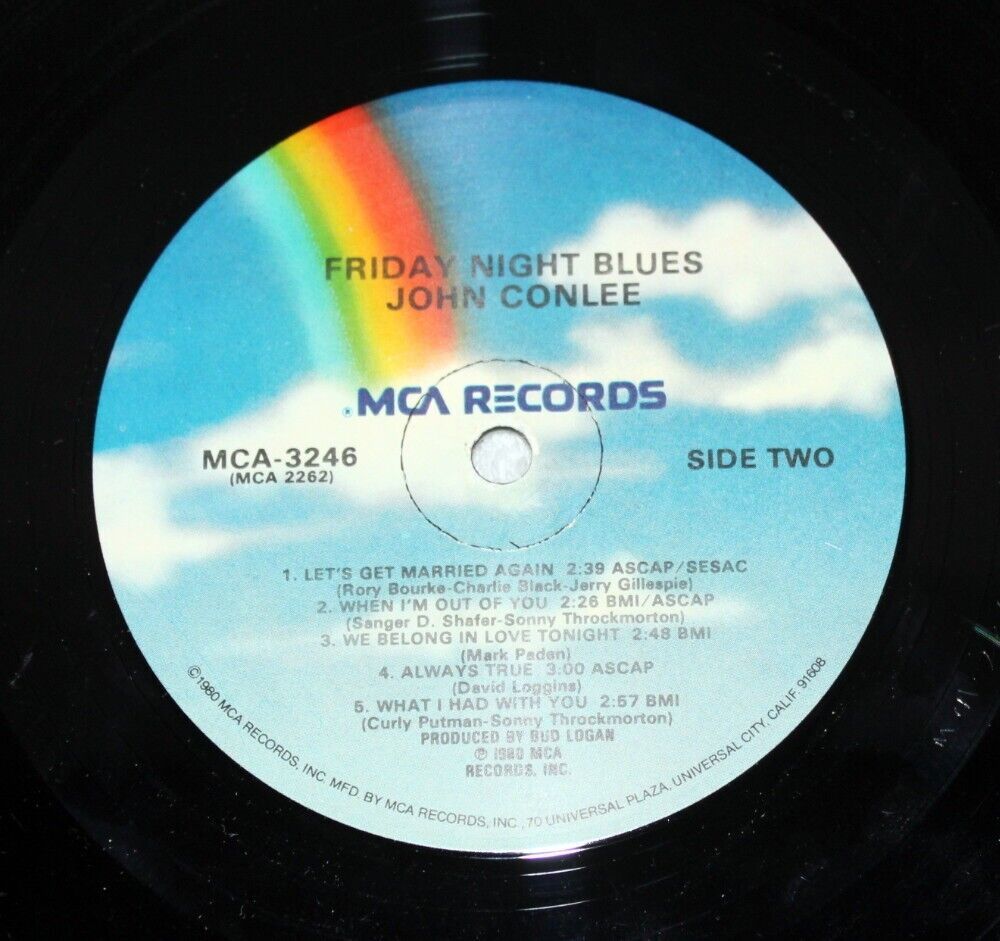 FRIDAY NIGHT BLUES
JOHN CONLEE
® MCA RECORDS
MCA-3246
(MCA 2262)
SIDE TWO
1. LET'S GET MARRIED AGAIN 2:39 ASCAP/SESAC
(Rory Bourke-Charlie Black-Jerry Gillespie)
2. WHEN I'M OUT OF YOU 2:26 BMI/ASCAP
(Sanger D. Shafer-Sonny Throckmorton)
3. WE BELONG IN LOVE TONIGHT 2:48 BMI
(Mark Paden)
4. ALWAYS TRUE 3:00 ASCAP
(David Loggins)
5. WHAT I HAD WITH YOU 2:57 BMI
(Curly Putman-Sonny Throckmorton)
PRODUCED BY BUD LOGAN
℗ 1980 MCA
RECORDS, INC.
©1980 MCA RECORDS, INC. MFD. BY MCA RECORDS, INC., 70 UNIVERSAL PLAZA, UNIVERSAL CITY, CALIF. 91608